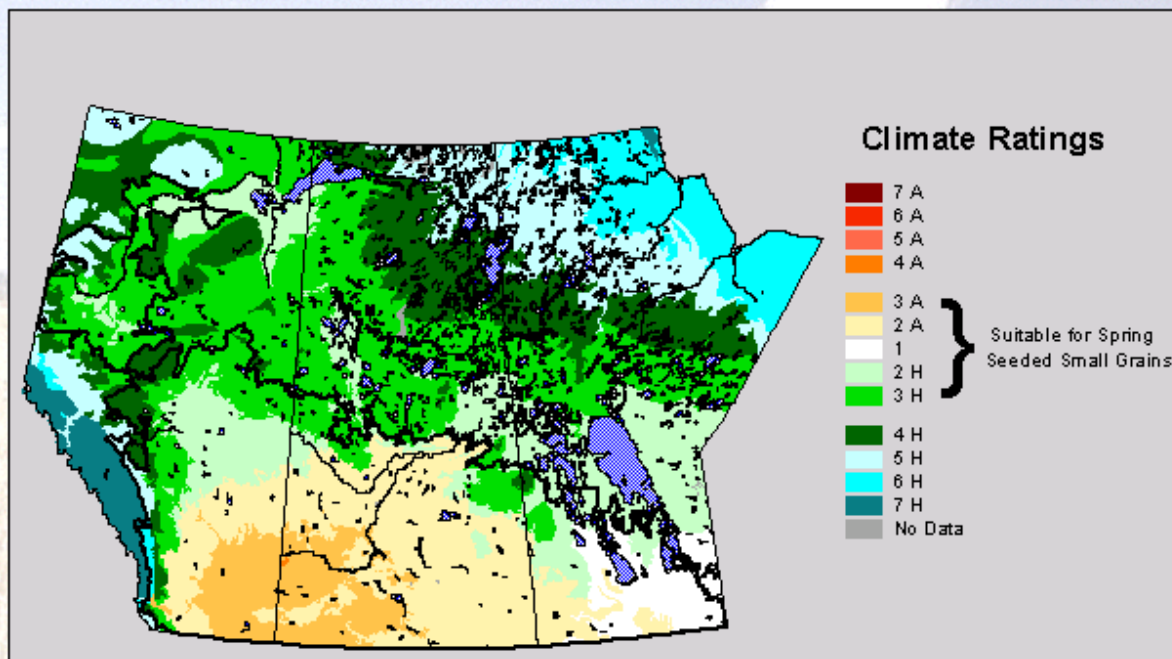 Climate Ratings
7 A
6 A
5 A
4 A
3 A
2 A
1
2 H
3 H
Suitable for Spring
Seeded Small Grains
4 H
5 H
6 H
7 H
No Data